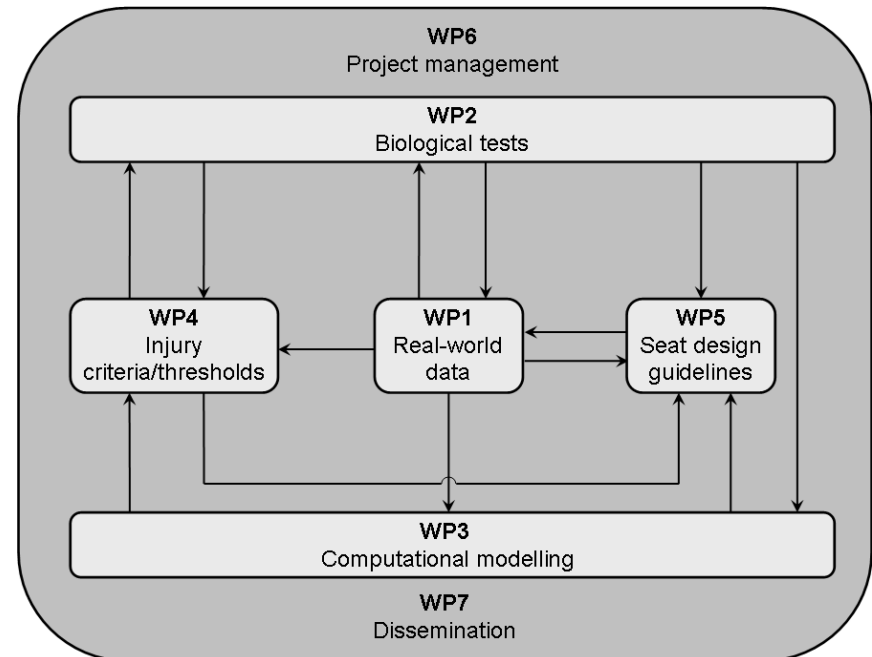 WP6
Project management
WP2
Biological tests
WP4
Injury
criteria/thresholds
WP1
Real-world
data
WP5
Seat design
guidelines
WP3
Computational modelling
WP7
Dissemination